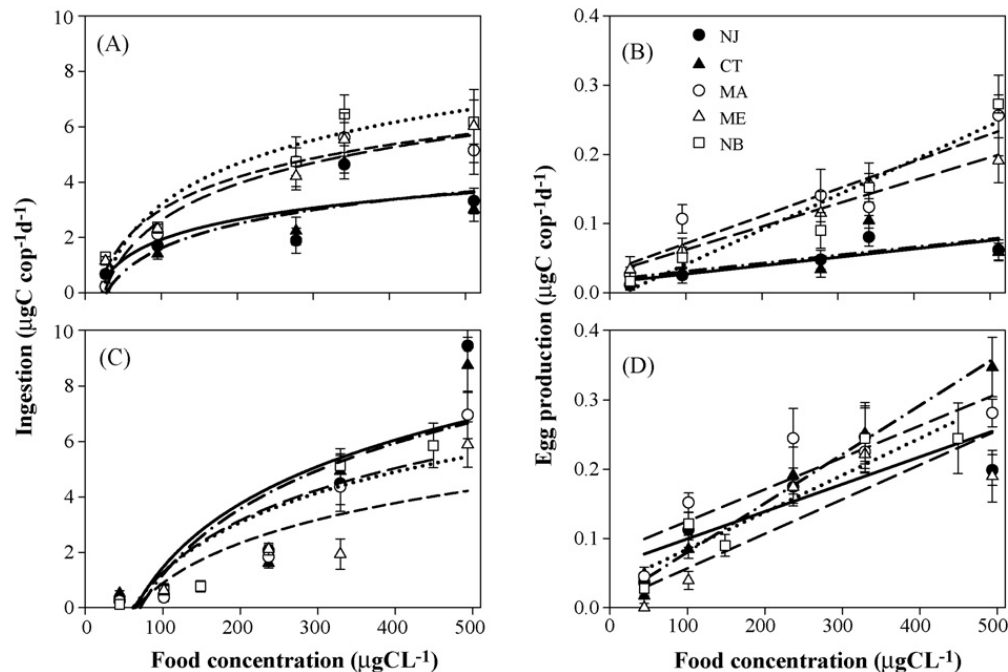 10
8
6
4
2
0
(A)
Ingestion (μgC cop⁻¹d⁻¹)
0.4
0.3
0.2
0.1
0.0
(B)
NJ
CT
MA
ME
NB
Egg production (μgC cop⁻¹d⁻¹)
10
8
6
4
2
0
(C)
0 100 200 300 400 500
Food concentration (μgCL⁻¹)
0.4
0.3
0.2
0.1
0.0
(D)
0 100 200 300 400 500
Food concentration (μgCL⁻¹)